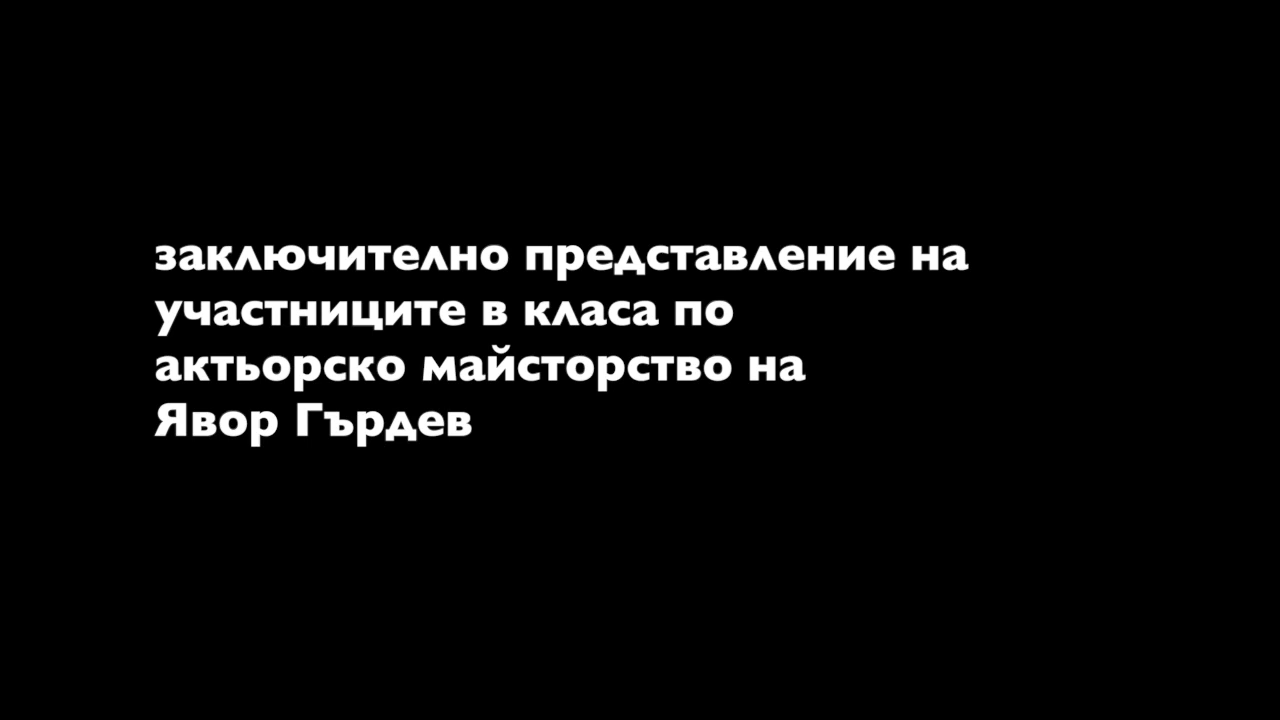 заключително представление на
участниците в класа по
актьорско майсторство на
Явор Гърдев